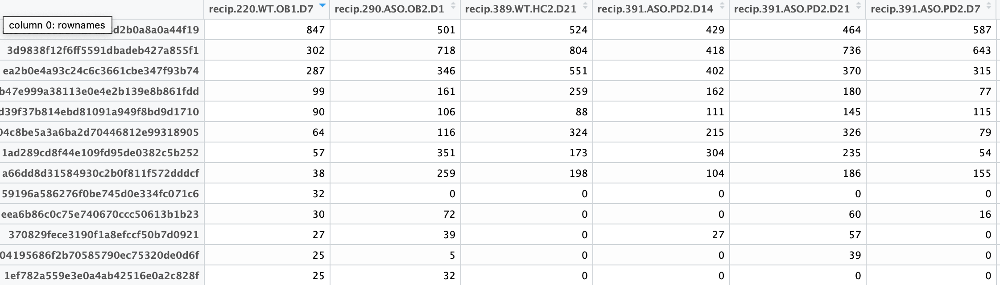 recip.220.WT.OB1.D7 recip.290.ASO.OB2.D1 recip.389.WT.HC2.D21 recip.391.ASO.PD2.D14 recip.391.ASO.PD2.D21 recip.391.ASO.PD2.D7
column 0: rownames
d2b0a8a0a44f19 847 501 524 429 464 587
3d9838f12f6ff5591dbadeb427a855f1 302 718 804 418 736 643
ea2b0e4a93c24c6c3661cbe347f93b74 287 346 551 402 370 315
b47e999a38113e0e4e2b139e8b861fdd 99 161 259 162 180 77
d39f37b814ebd81091a949f8bd9d1710 90 106 88 111 145 115
04c8be5a3a6ba2d70446812e99318905 64 116 324 215 326 79
1ad289cd8f44e109fd95de0382c5b252 57 351 173 304 235 54
a66dd8d31584930c2b0f811f572dddcf 38 259 198 104 186 155
59196a586276f0be745d0e334fc071c6 32 0 0 0 0 0
eea6b86c0c75e740670ccc50613b1b23 30 72 0 0 60 16
370829fece3190f1a8efccf50b7d0921 27 39 0 27 57 0
04195686f2b70585790ec75320de0d6f 25 5 0 0 39 0
1ef782a559e3e0a4ab42516e0a2c828f 25 32 0 0 0 0